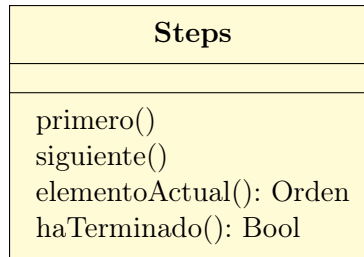 Steps
primero()
siguiente()
elementoActual(): Orden
haTerminado(): Bool